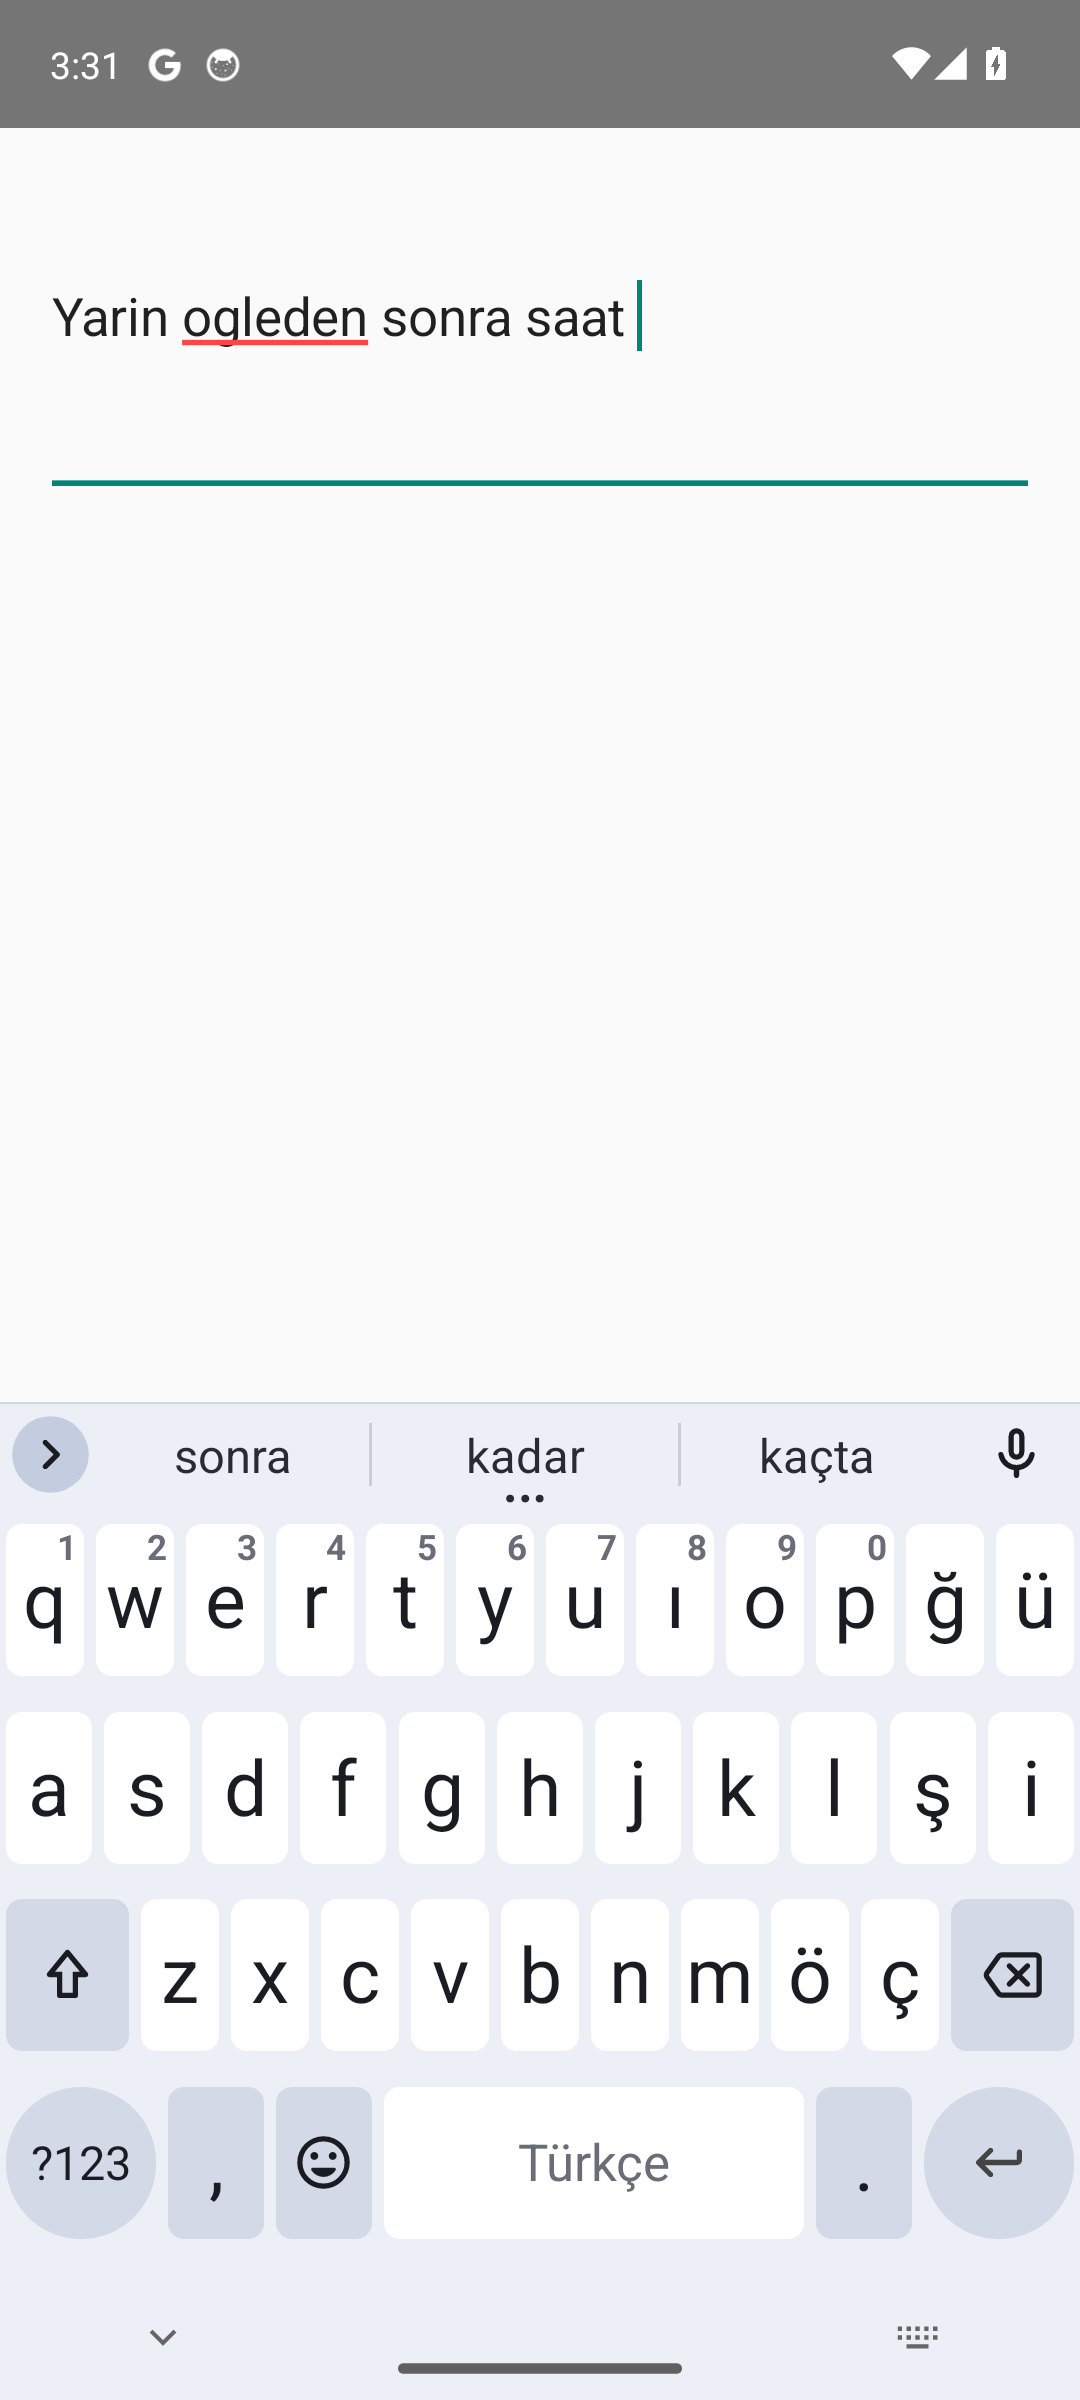 3:31
Yarin ogleden sonra saat
sonra kadar kaçta
1 2 3 4 5 6 7 8 9 0
q w e r t y u ı o p ğ ü
a s d f g h j k l ş i
z x c v b n m ö ç
?123 , Türkçe .